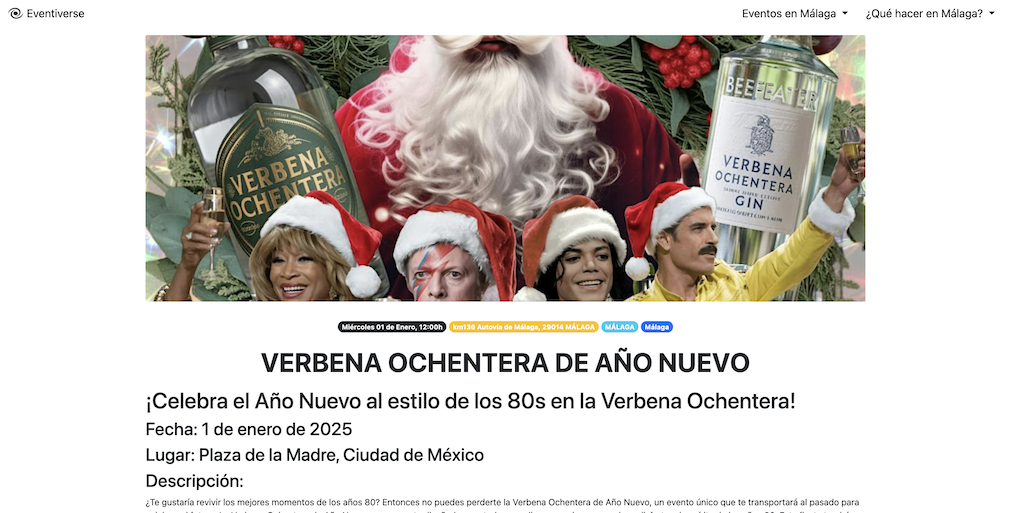 Eventiverse
Eventos en Málaga
¿Qué hacer en Málaga?
VERBENA
OCHENTERA
BEEFEATER
VERBENA
OCHENTERA
GIN
Miércoles 01 de Enero, 12:00h
km136 Autovía de Málaga, 29014 MÁLAGA
MÁLAGA
Málaga
VERBENA OCHENTERA DE AÑO NUEVO
¡Celebra el Año Nuevo al estilo de los 80s en la Verbena Ochentera!
Fecha: 1 de enero de 2025
Lugar: Plaza de la Madre, Ciudad de México
Descripción:
¿Te gustaría revivir los mejores momentos de los años 80? Entonces no puedes perderte la Verbena Ochentera de Año Nuevo, un evento único que te transportará al pasado para